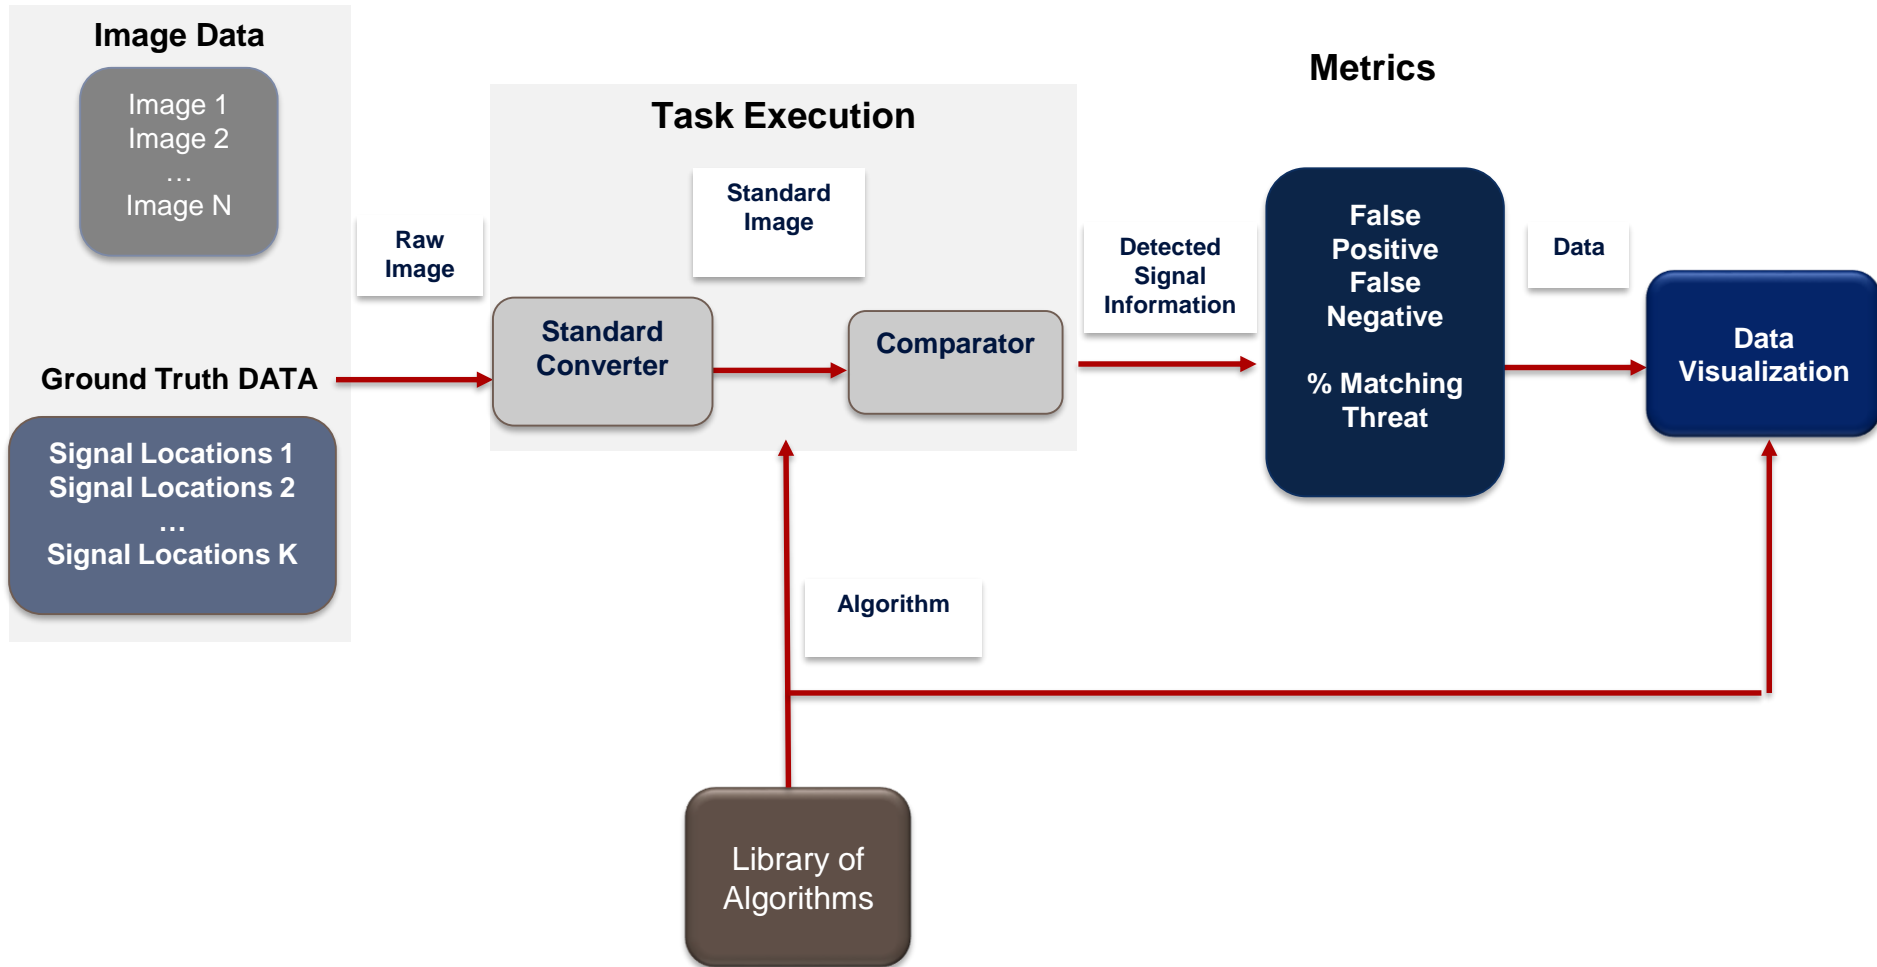 Image Data
Image 1
Image 2
…
Image N
Ground Truth DATA
Signal Locations 1
Signal Locations 2
…
Signal Locations K
Raw
Image
Task Execution
Standard
Image
Standard
Converter
Comparator
Detected
Signal
Information
Metrics
False
Positive
False
Negative
% Matching
Threat
Data
Data
Visualization
Algorithm
Library of
Algorithms